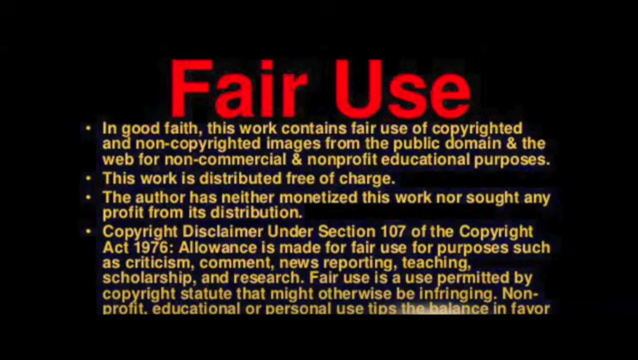 Fair Use
• In good faith, this work contains fair use of copyrighted
and non-copyrighted images from the public domain & the
web for non-commercial & nonprofit educational purposes.
• This work is distributed free of charge.
• The author has neither monetized this work nor sought any
profit from its distribution.
• Copyright Disclaimer Under Section 107 of the Copyright
Act 1976: Allowance is made for fair use for purposes such
as criticism, comment, news reporting, teaching,
scholarship, and research. Fair use is a use permitted by
copyright statute that might otherwise be infringing. Non-
profit, educational or personal use tips the balance in favor